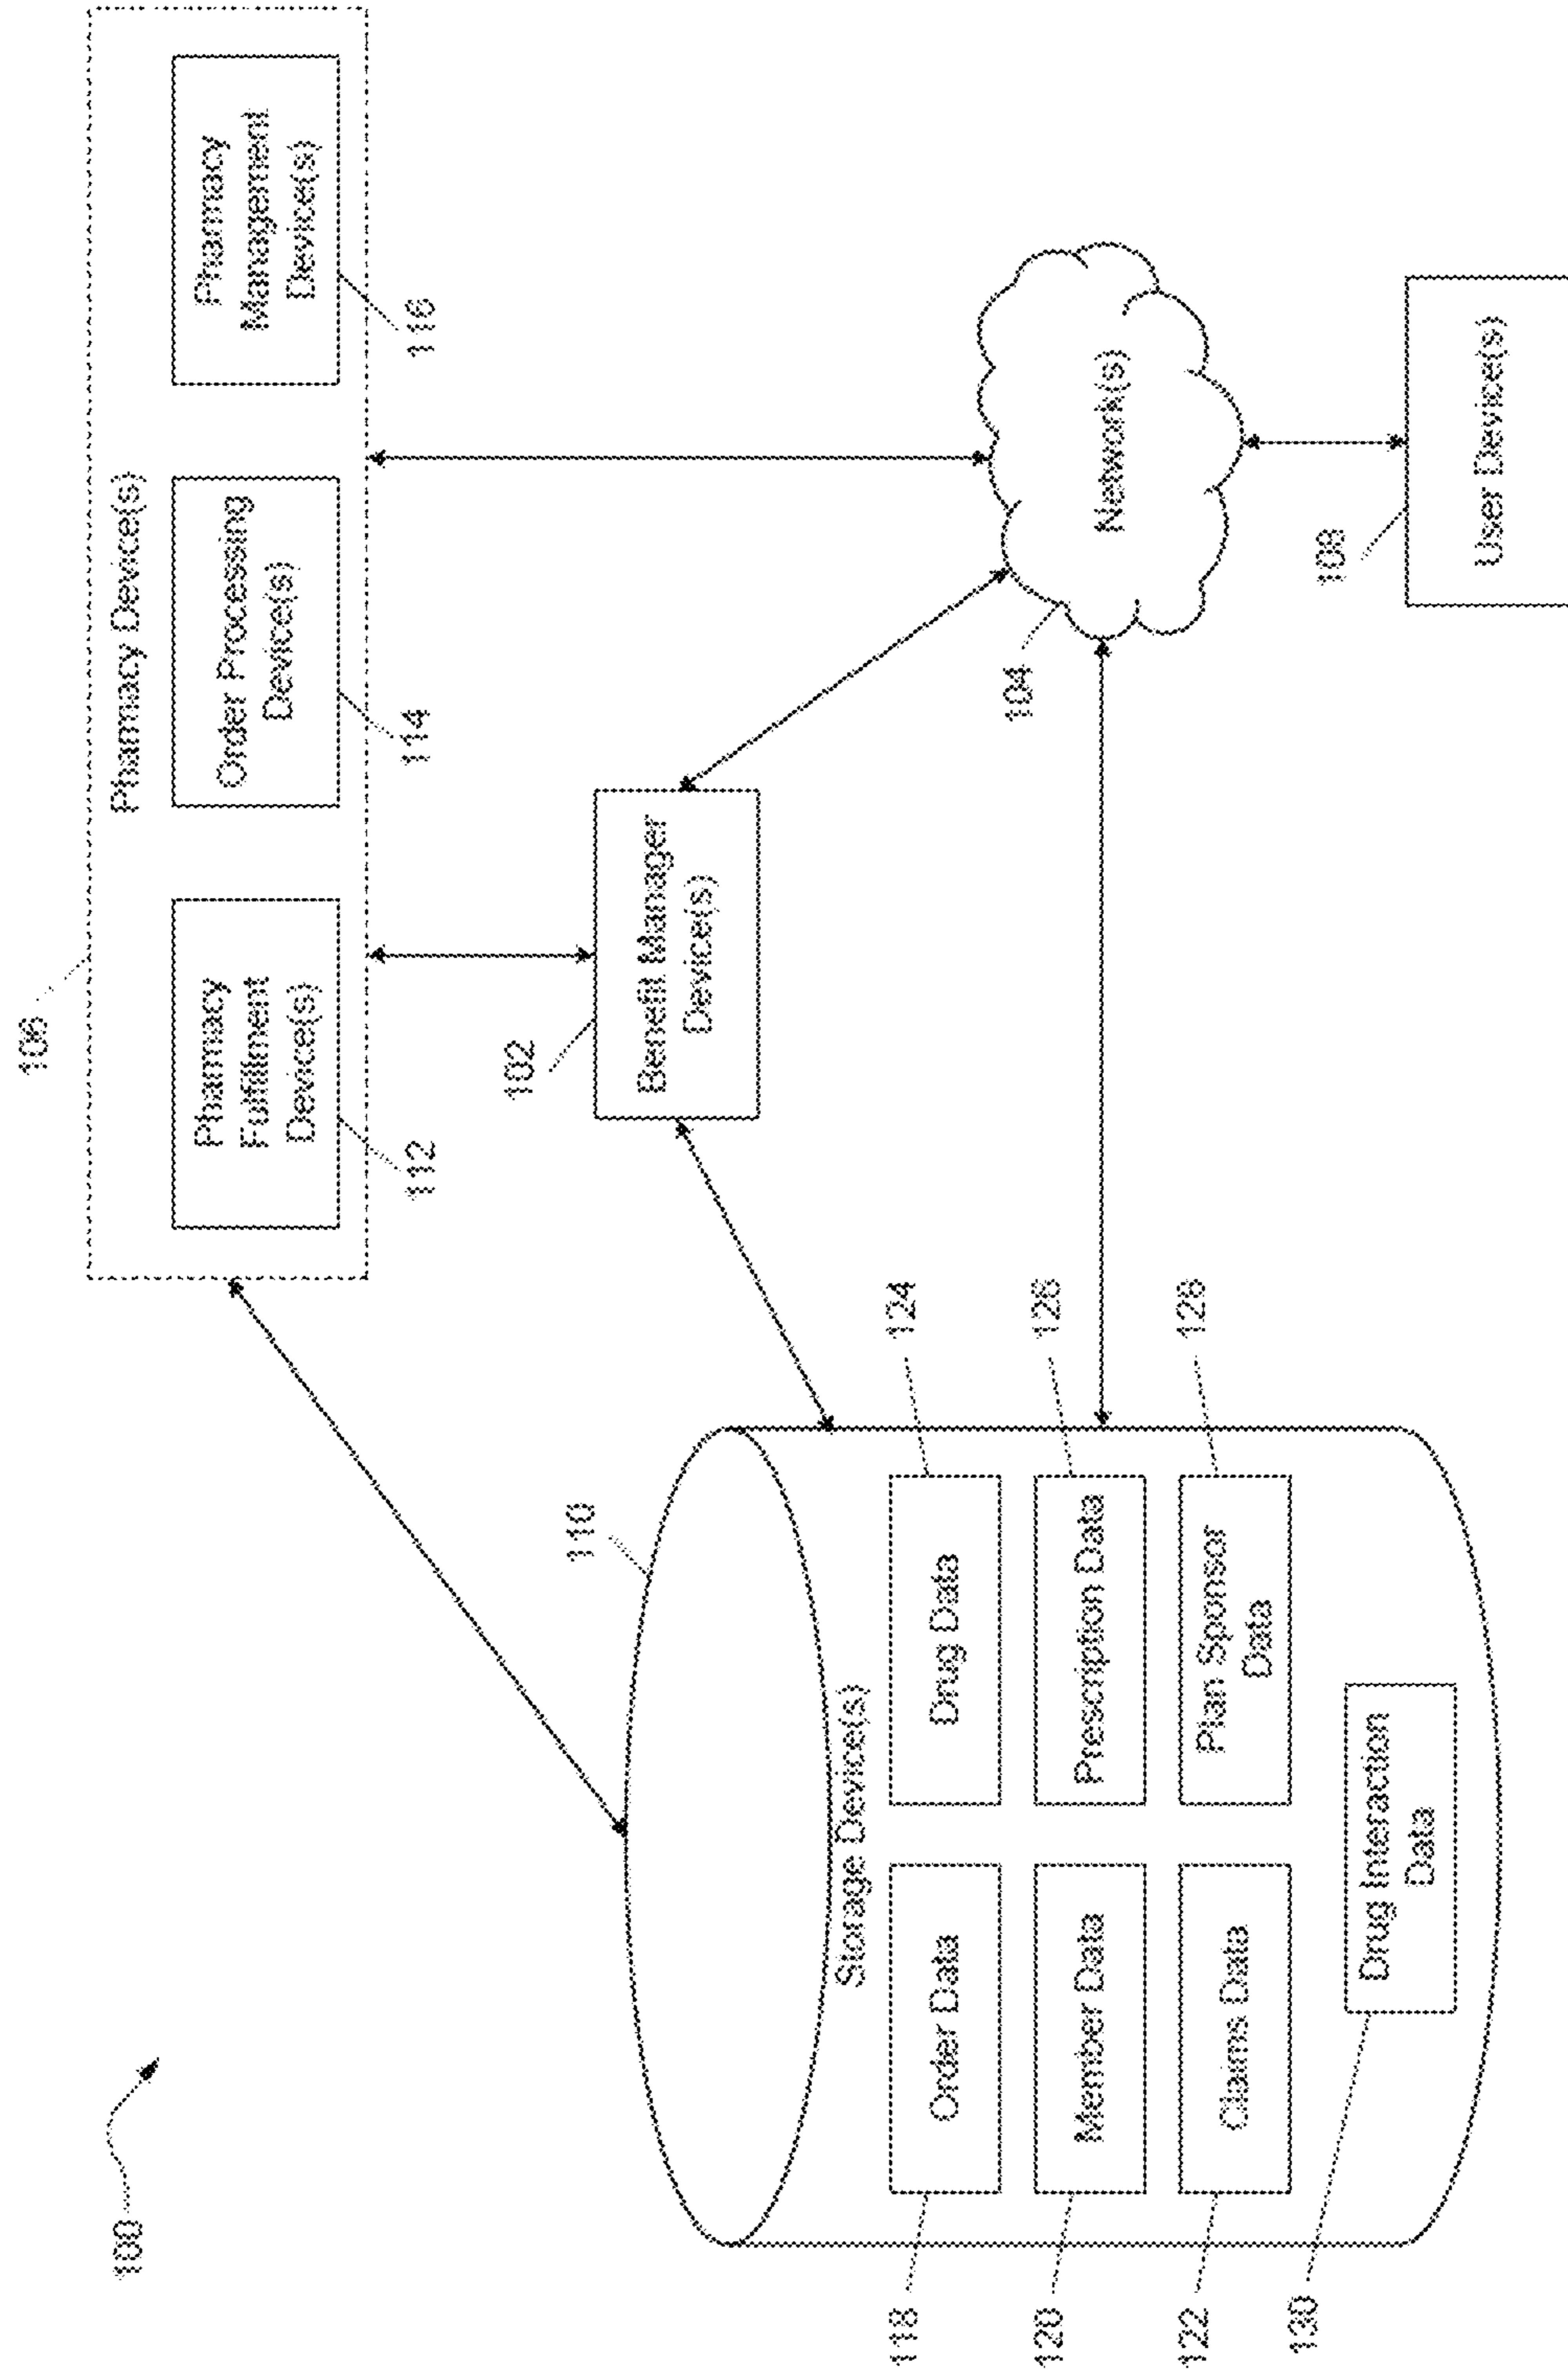 100
106
Pharmacy Device(s)
Pharmacy
Fulfillment
Device(s)
112
Order Processing
Device(s)
114
Pharmacy
Management
Device(s)
116
102
Benefit Manager
Device(s)
104
Network(s)
108
User Device(s)
110
Storage Device(s)
Order Data
118
Drug Data
124
Member Data
120
Prescription Data
126
Claims Data
122
Plan Sponsor
Data
128
Drug Interaction
Data
130